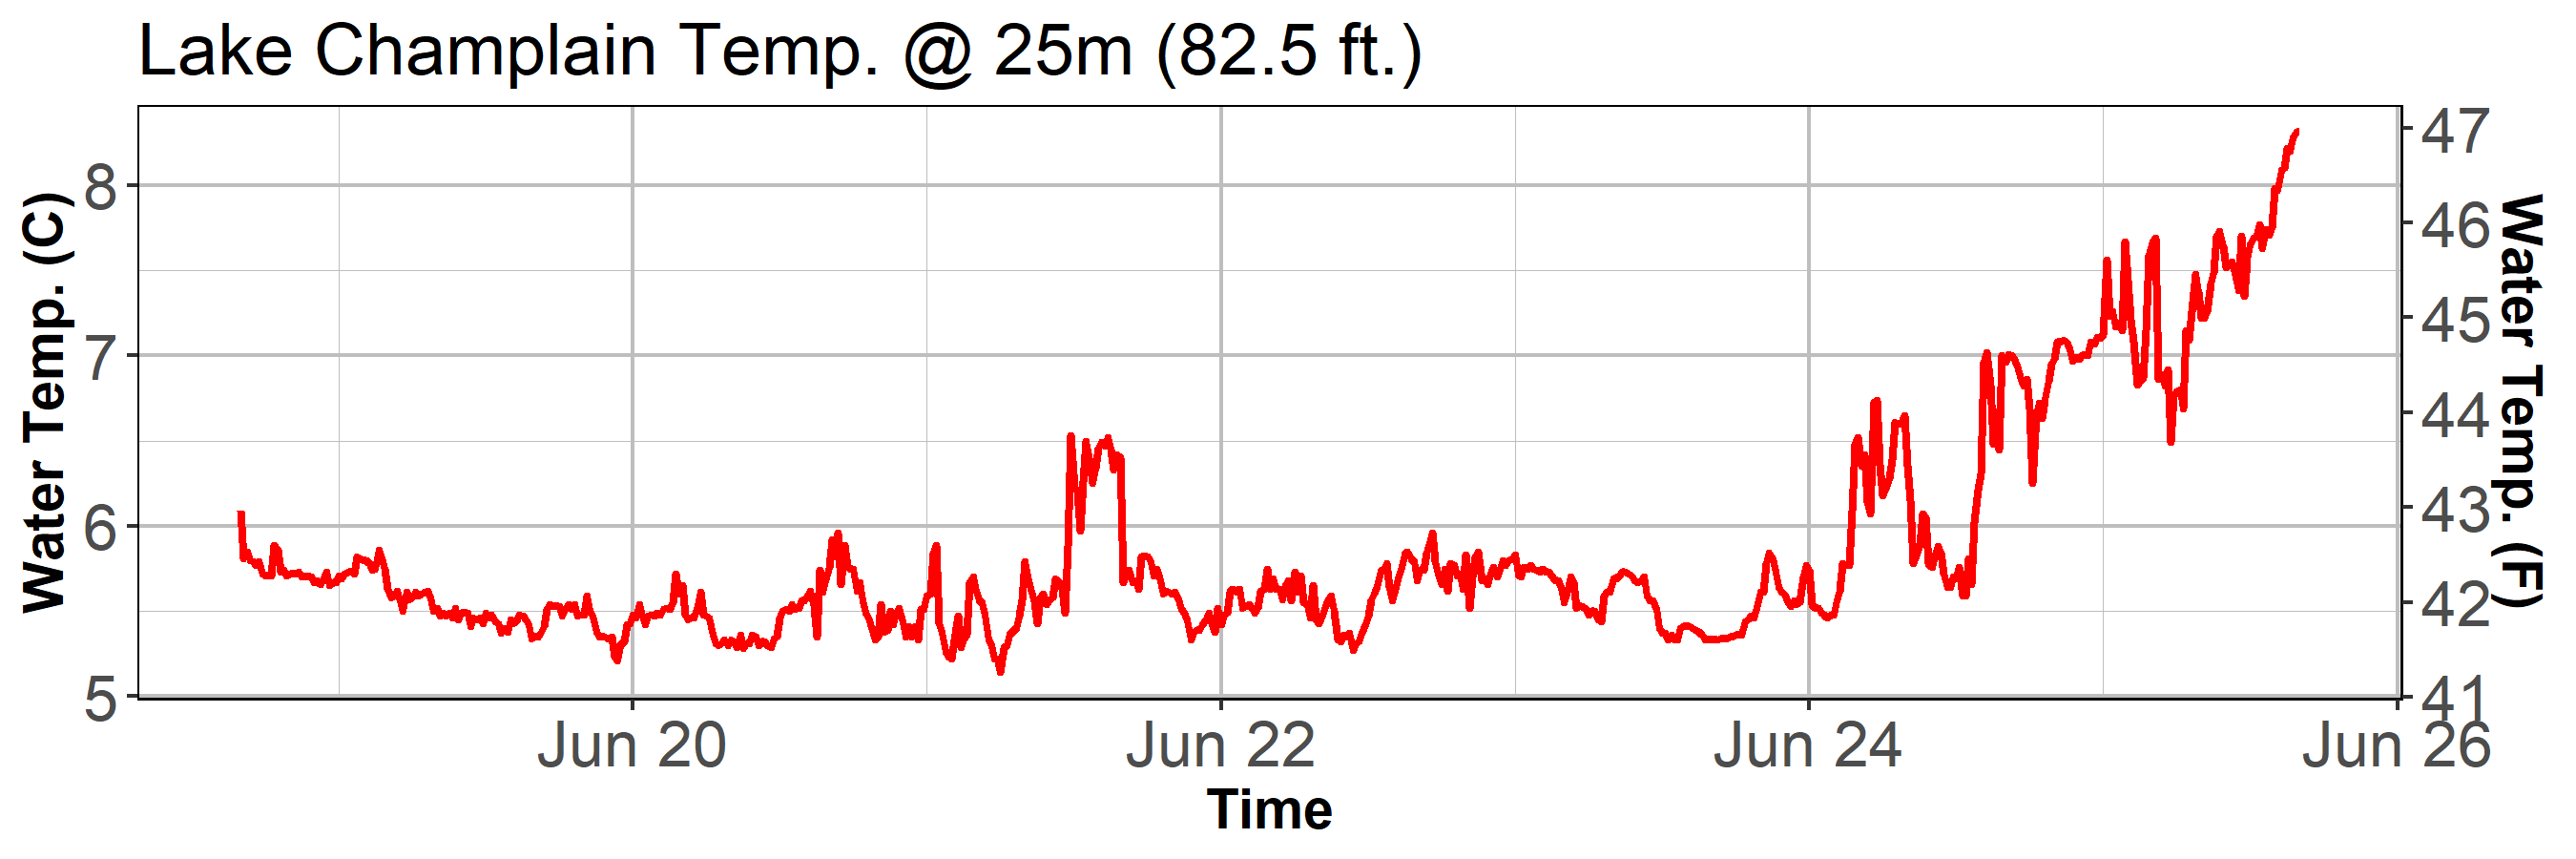 Lake Champlain Temp. @ 25m (82.5 ft.)
Water Temp. (C)
8
7
6
5
47
46
45
44
43
42
41
Water Temp. (F)
Jun 20 Jun 22 Jun 24 Jun 26
Time